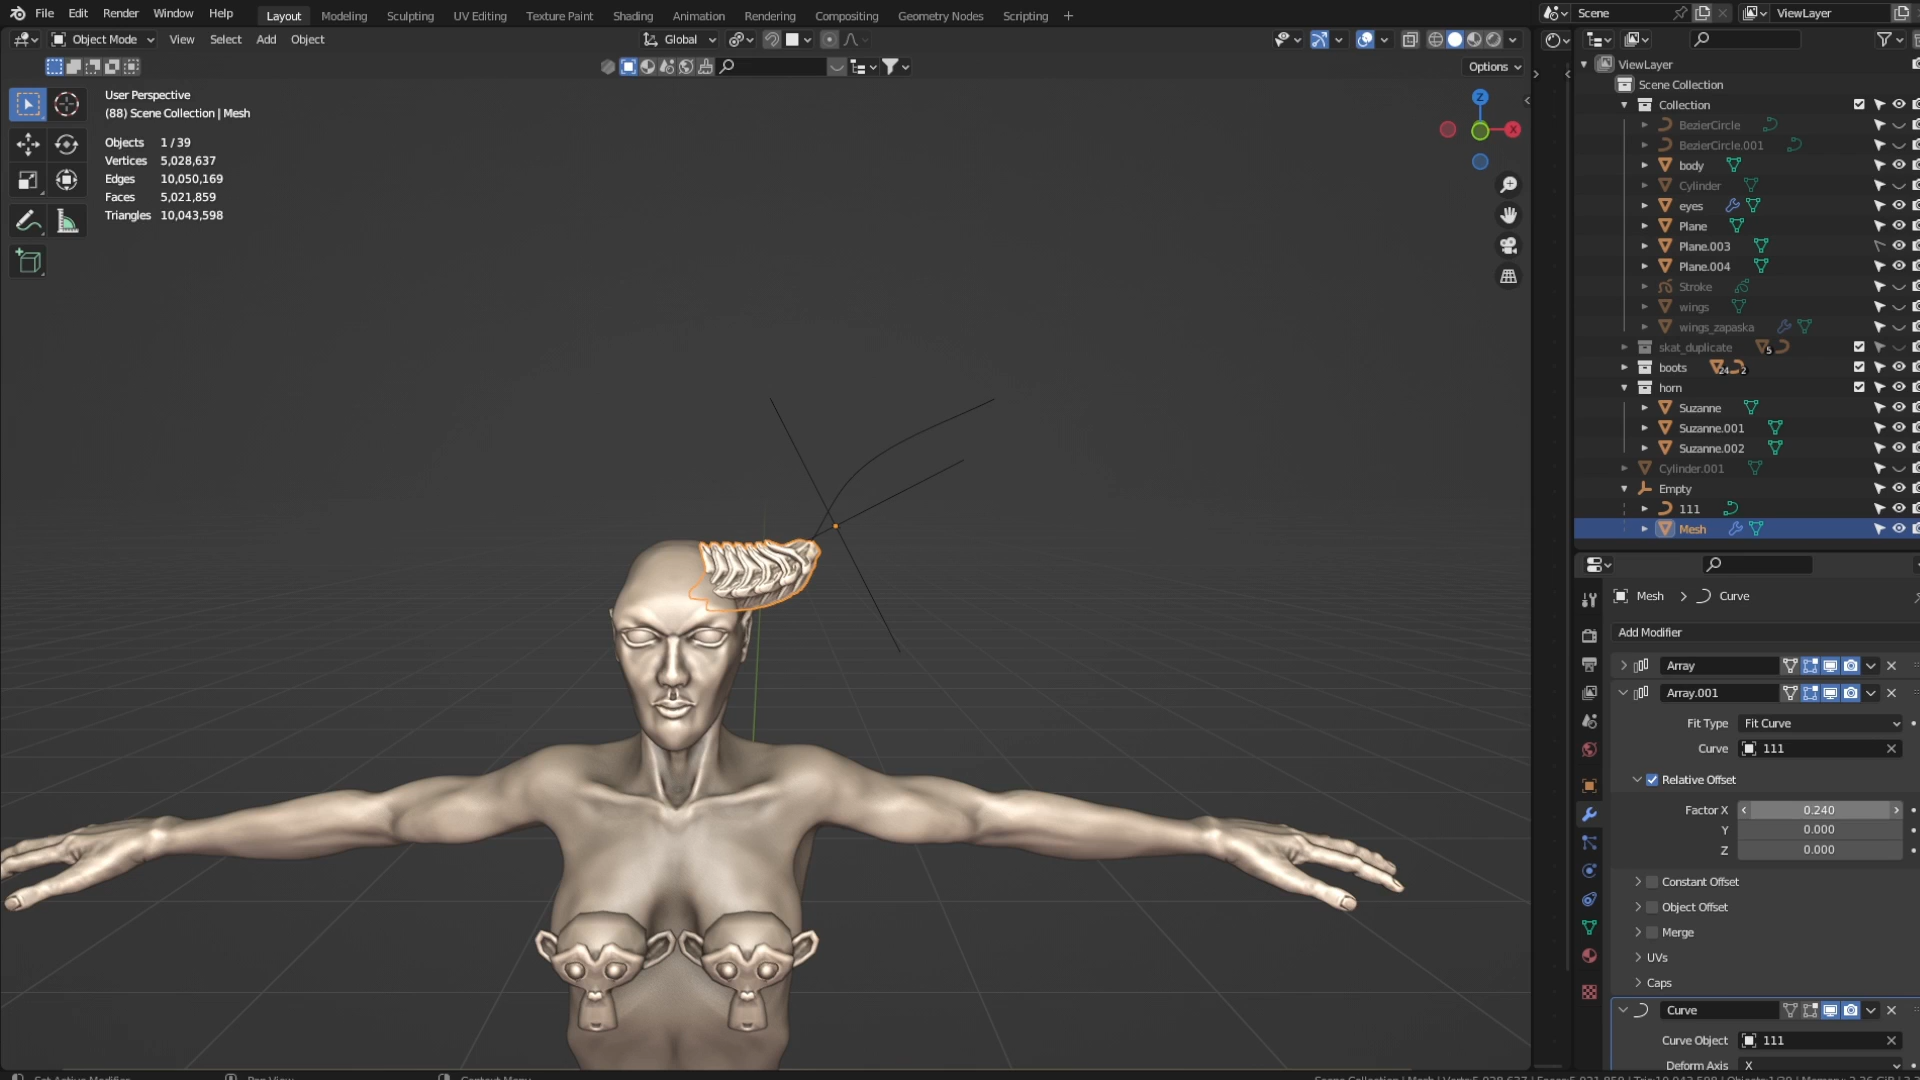 File Edit Render Window Help Layout Modeling Sculpting UV Editing Texture Paint Shading Animation Rendering Compositing Geometry Nodes Scripting + Scene ViewLayer
Object Mode View Select Add Object Global
Options
User Perspective
(88) Scene Collection | Mesh
Objects 1 / 39
Vertices 5,028,637
Edges 10,050,169
Faces 5,021,859
Triangles 10,043,598
Z
X
ViewLayer
Scene Collection
Collection
BezierCircle
BezierCircle.001
body
Cylinder
eyes
Plane
Plane.003
Plane.004
Stroke
wings
wings_zapaska
skat_duplicate 5
boots 24 2
horn
Suzanne
Suzanne.001
Suzanne.002
Cylinder.001
Empty
111
Mesh
Mesh > Curve
Add Modifier
Array
Array.001
Fit Type Fit Curve
Curve 111
Relative Offset
Factor X 0.240
Y 0.000
Z 0.000
Constant Offset
Object Offset
Merge
UVs
Caps
Curve
Curve Object 111
Deform Axis X